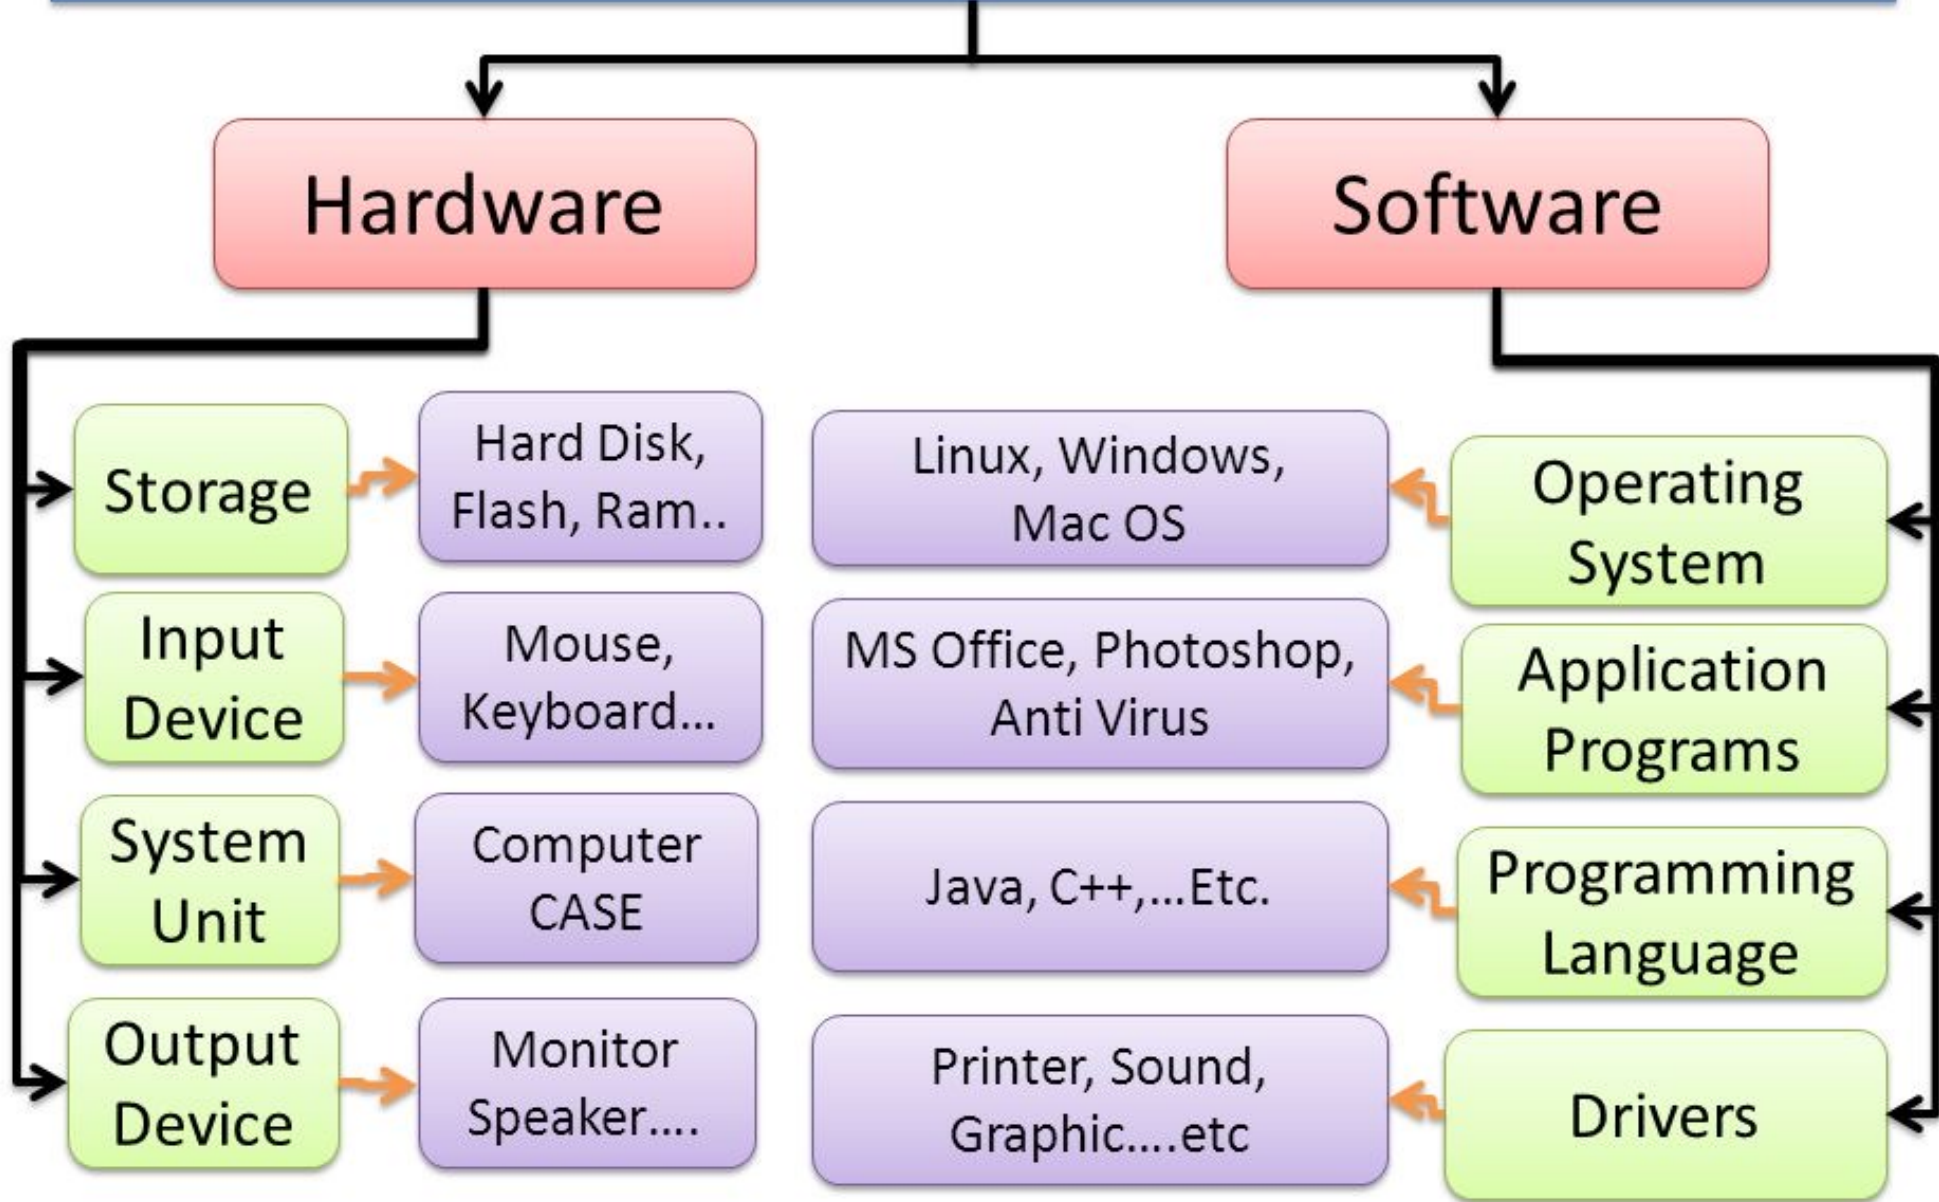 Hardware
Software
Storage
Hard Disk,
Flash, Ram..
Input
Device
Mouse,
Keyboard...
System
Unit
Computer
CASE
Output
Device
Monitor
Speaker....
Linux, Windows,
Mac OS
Operating
System
MS Office, Photoshop,
Anti Virus
Application
Programs
Java, C++,...Etc.
Programming
Language
Printer, Sound,
Graphic....etc
Drivers